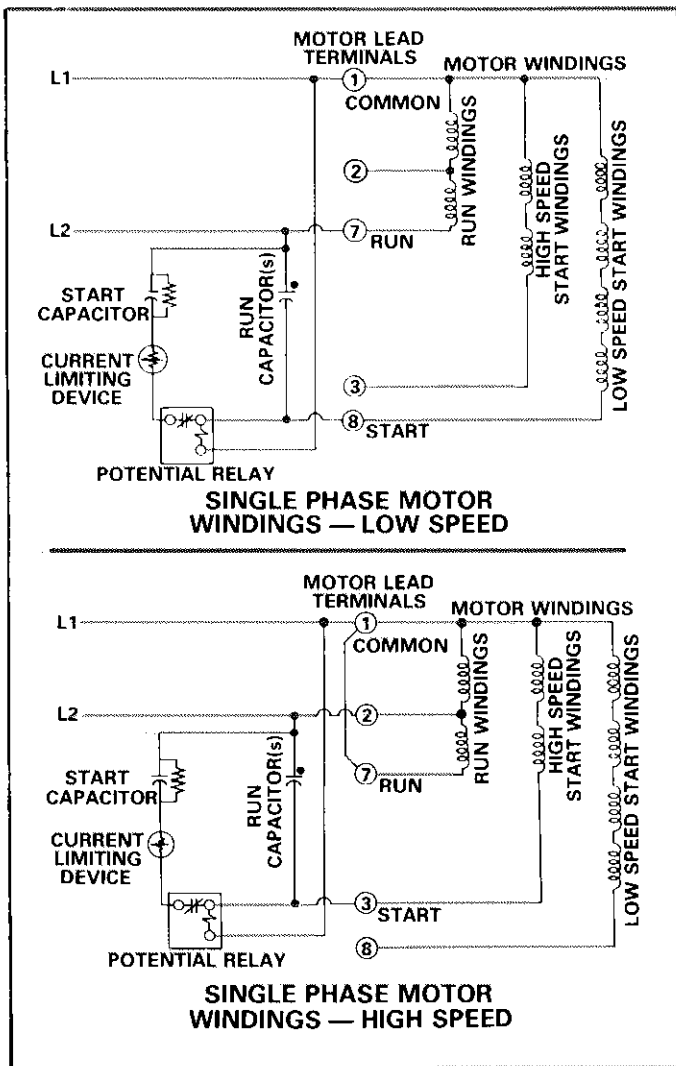 MOTOR LEAD
TERMINALS
MOTOR WINDINGS
L1
1
COMMON
RUN WINDINGS
HIGH SPEED
START WINDINGS
LOW SPEED START WINDINGS
2
L2
7
RUN
START
CAPACITOR
RUN
CAPACITOR(s)
CURRENT
LIMITING
DEVICE
3
8
START
POTENTIAL RELAY
SINGLE PHASE MOTOR
WINDINGS — LOW SPEED
MOTOR LEAD
TERMINALS
MOTOR WINDINGS
L1
1
COMMON
RUN WINDINGS
HIGH SPEED
START WINDINGS
LOW SPEED START WINDINGS
L2
2
7
RUN
START
CAPACITOR
RUN
CAPACITOR(s)
CURRENT
LIMITING
DEVICE
3
START
8
POTENTIAL RELAY
SINGLE PHASE MOTOR
WINDINGS — HIGH SPEED